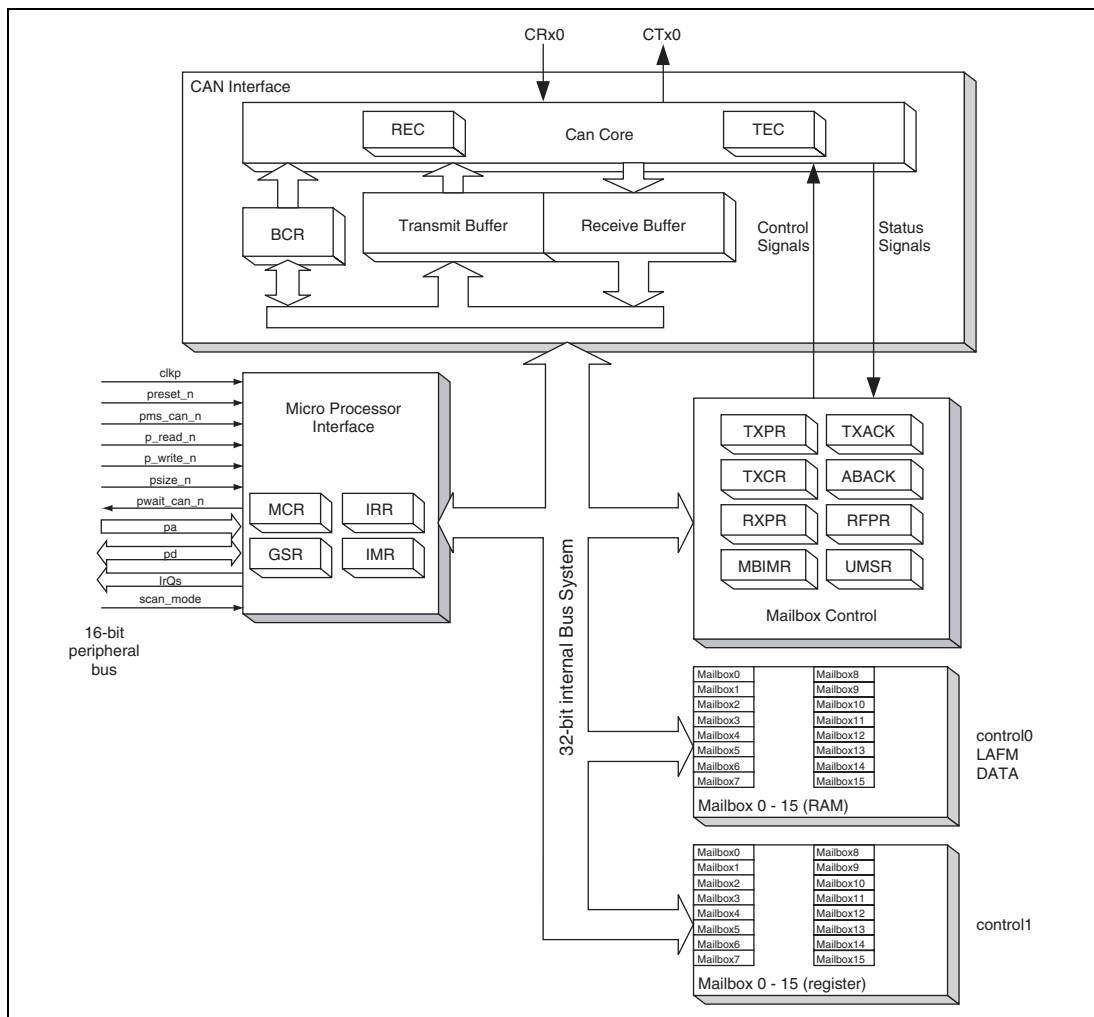 CRx0
CTx0
CAN Interface
REC
Can Core
TEC
BCR
Transmit Buffer
Receive Buffer
Control
Signals
Status
Signals
clkp
preset_n
pms_can_n
p_read_n
p_write_n
psize_n
pwait_can_n
pa
pd
IrQs
scan_mode
16-bit
peripheral
bus
Micro Processor
Interface
MCR
IRR
GSR
IMR
32-bit internal Bus System
TXPR
TXACK
TXCR
ABACK
RXPR
RFPR
MBIMR
UMSR
Mailbox Control
Mailbox0
Mailbox1
Mailbox2
Mailbox3
Mailbox4
Mailbox5
Mailbox6
Mailbox7
Mailbox8
Mailbox9
Mailbox10
Mailbox11
Mailbox12
Mailbox13
Mailbox14
Mailbox15
Mailbox 0 - 15 (RAM)
control0
LAFM
DATA
Mailbox0
Mailbox1
Mailbox2
Mailbox3
Mailbox4
Mailbox5
Mailbox6
Mailbox7
Mailbox8
Mailbox9
Mailbox10
Mailbox11
Mailbox12
Mailbox13
Mailbox14
Mailbox15
Mailbox 0 - 15 (register)
control1